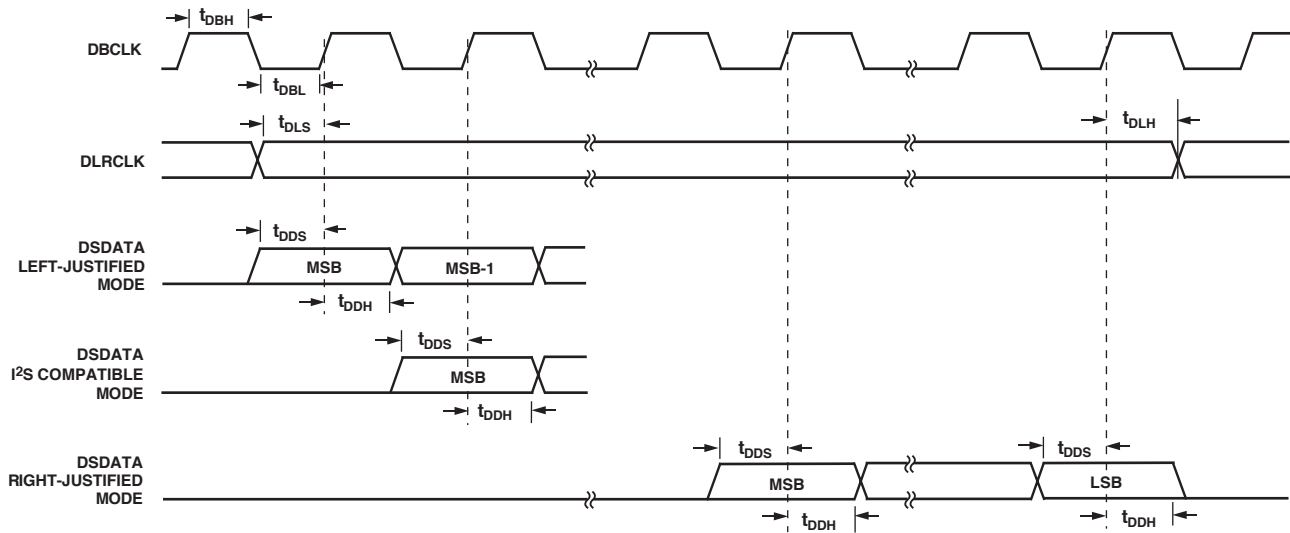 tDBH
DBCLK
tDBL
tDLS
tDLH
DLRCLK
tDDS
DSDATA
LEFT-JUSTIFIED
MODE
MSB
MSB-1
tDDH
tDDS
DSDATA
I²S COMPATIBLE
MODE
MSB
tDDH
tDDS
tDDS
DSDATA
RIGHT-JUSTIFIED
MODE
MSB
LSB
tDDH
tDDH